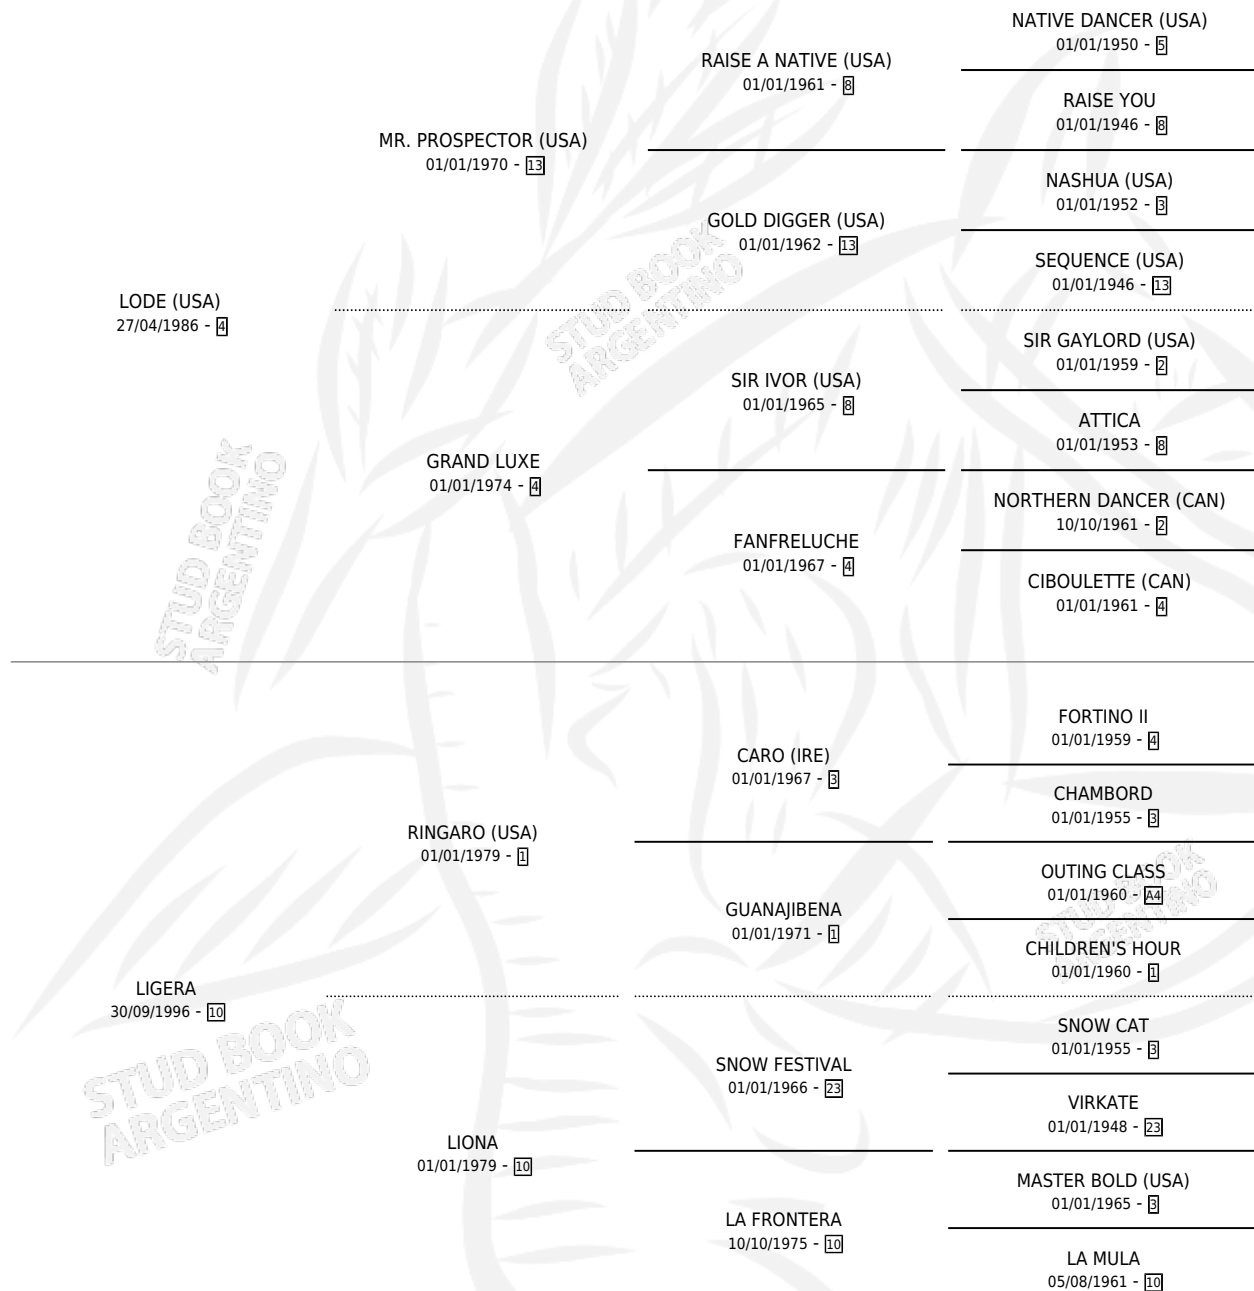 NATIVE DANCER (USA)
01/01/1950 - 5
RAISE A NATIVE (USA)
01/01/1961 - 8
RAISE YOU
01/01/1946 - 8
MR. PROSPECTOR (USA)
01/01/1970 - 13
NASHUA (USA)
01/01/1952 - 3
GOLD DIGGER (USA)
01/01/1962 - 13
SEQUENCE (USA)
01/01/1946 - 13
LODE (USA)
27/04/1986 - 4
SIR GAYLORD (USA)
01/01/1959 - 2
SIR IVOR (USA)
01/01/1965 - 8
ATTICA
01/01/1953 - 8
GRAND LUXE
01/01/1974 - 4
NORTHERN DANCER (CAN)
10/10/1961 - 2
FANFRELUCHE
01/01/1967 - 4
CIBOULETTE (CAN)
01/01/1961 - 4
FORTINO II
01/01/1959 - 4
CARO (IRE)
01/01/1967 - 3
CHAMBORD
01/01/1955 - 3
RINGARO (USA)
01/01/1979 - 1
OUTING CLASS
01/01/1960 - A4
GUANAJIBENA
01/01/1971 - 1
CHILDREN'S HOUR
01/01/1960 - 1
LIGERA
30/09/1996 - 10
SNOW CAT
01/01/1955 - 3
SNOW FESTIVAL
01/01/1966 - 23
VIRKATE
01/01/1948 - 23
LIONA
01/01/1979 - 10
MASTER BOLD (USA)
01/01/1965 - 3
LA FRONTERA
10/10/1975 - 10
LA MULA
05/08/1961 - 10
STUD BOOK
ARGENTINO
STUD BOOK
ARGENTINO
STUD BOOK
ARGENTINO
STUD BOOK
ARGENTINO